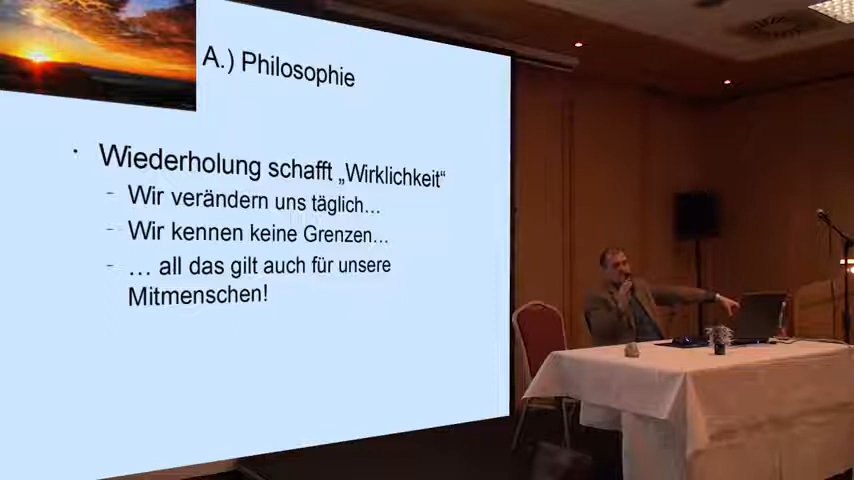 A.) Philosophie
• Wiederholung schafft „Wirklichkeit“
– Wir verändern uns täglich…
– Wir kennen keine Grenzen…
– … all das gilt auch für unsere
Mitmenschen!